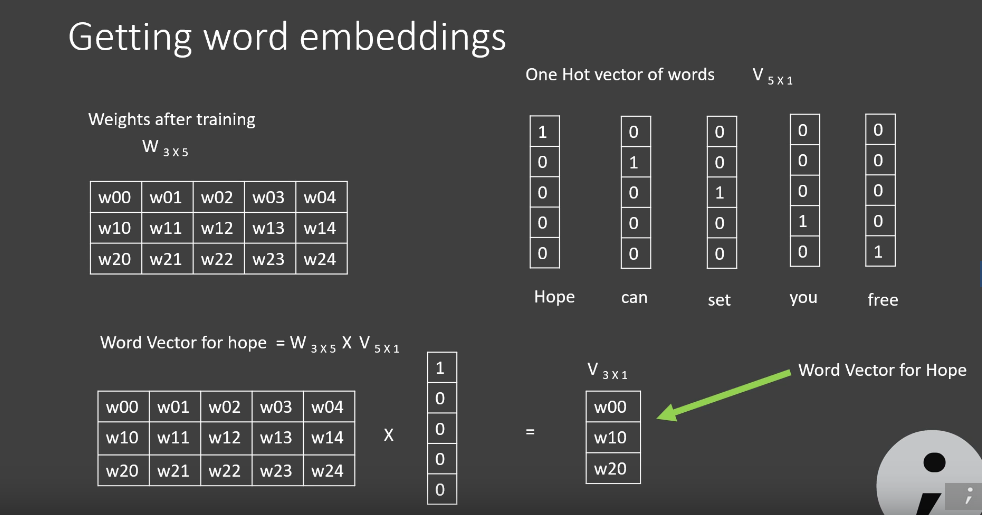 Getting word embeddings
One Hot vector of words V 5 X 1
Weights after training
W 3 X 5
w00 w01 w02 w03 w04
w10 w11 w12 w13 w14
w20 w21 w22 w23 w24
1 0 0 0 0
0 1 0 0 0
0 0 1 0 0
0 0 0 1 0
0 0 0 0 1
Hope can set you free
Word Vector for hope = W 3 X 5 X V 5 X 1
w00 w01 w02 w03 w04
w10 w11 w12 w13 w14
w20 w21 w22 w23 w24
X
1
0
0
0
0
=
V 3 X 1
w00
w10
w20
Word Vector for Hope